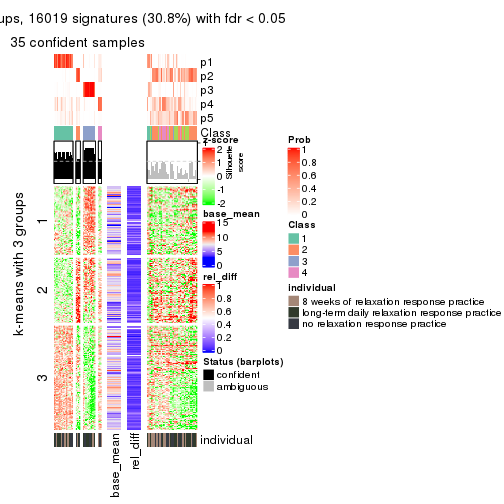 ups, 16019 signatures (30.8%) with fdr < 0.05
35 confident samples
p1
p2
p3
p4
p5
Class
Silhouette score
k-means with 3 groups
1
2
3
base_mean
rel_diff
individual
z-score
2
1
0
-1
-2
base_mean
15
10
5
0
rel_diff
1
0.8
0.6
0.4
0.2
0
Status (barplots)
confident
ambiguous
Prob
1
0.8
0.6
0.4
0.2
0
Class
1
2
3
4
individual
8 weeks of relaxation response practice
long-term daily relaxation response practice
no relaxation response practice